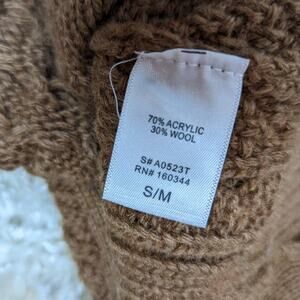 70% ACRYLIC
30% WOOL
S# A0523T
RN# 160344
S/M